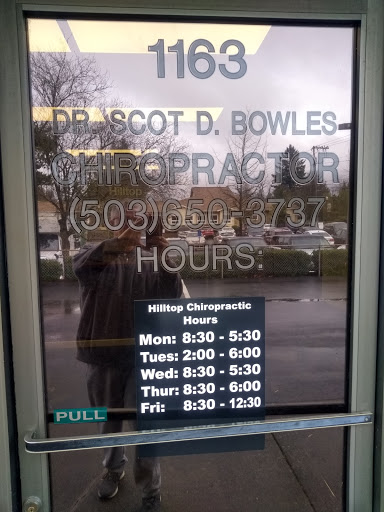 1163
DR. SCOT D. BOWLES
CHIROPRACTOR
Hilltop
(503)650-3737
HOURS:
Hilltop Chiropractic
Hours
Mon: 8:30 - 5:30
Tues: 2:00 - 6:00
Wed: 8:30 - 5:30
Thur: 8:30 - 6:00
Fri: 8:30 - 12:30
PULL